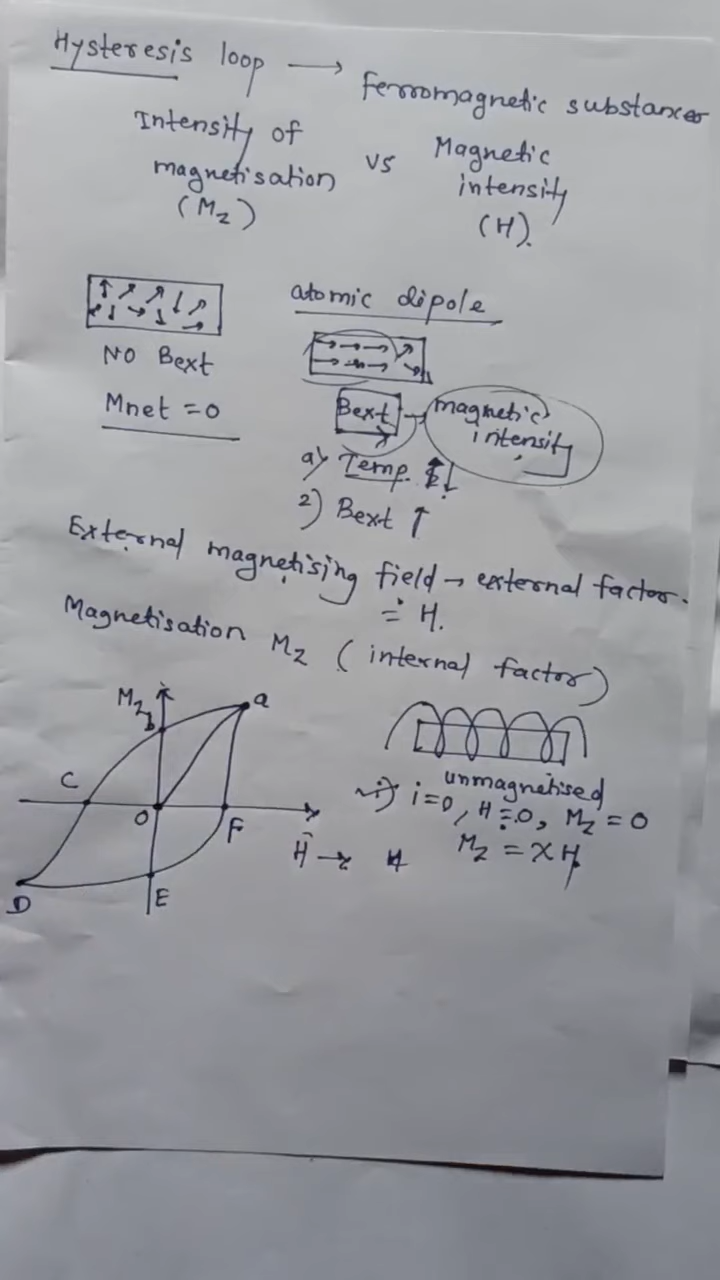 Hysteresis loop → Ferromagnetic substances
Intensity of magnetisation (Mz) vs Magnetic intensity (H).
atomic dipole
NO Bext
Mnet = 0
Bext → magnetic intensity
a) Temp. ↓
2) Bext ↑
External magnetising field → external factor.
= H.
Magnetisation Mz (internal factor)
Mz
b
a
C
O
F
H →
D
E
unmagnetised
i) i=0, H=0, Mz = 0
Mz = χH